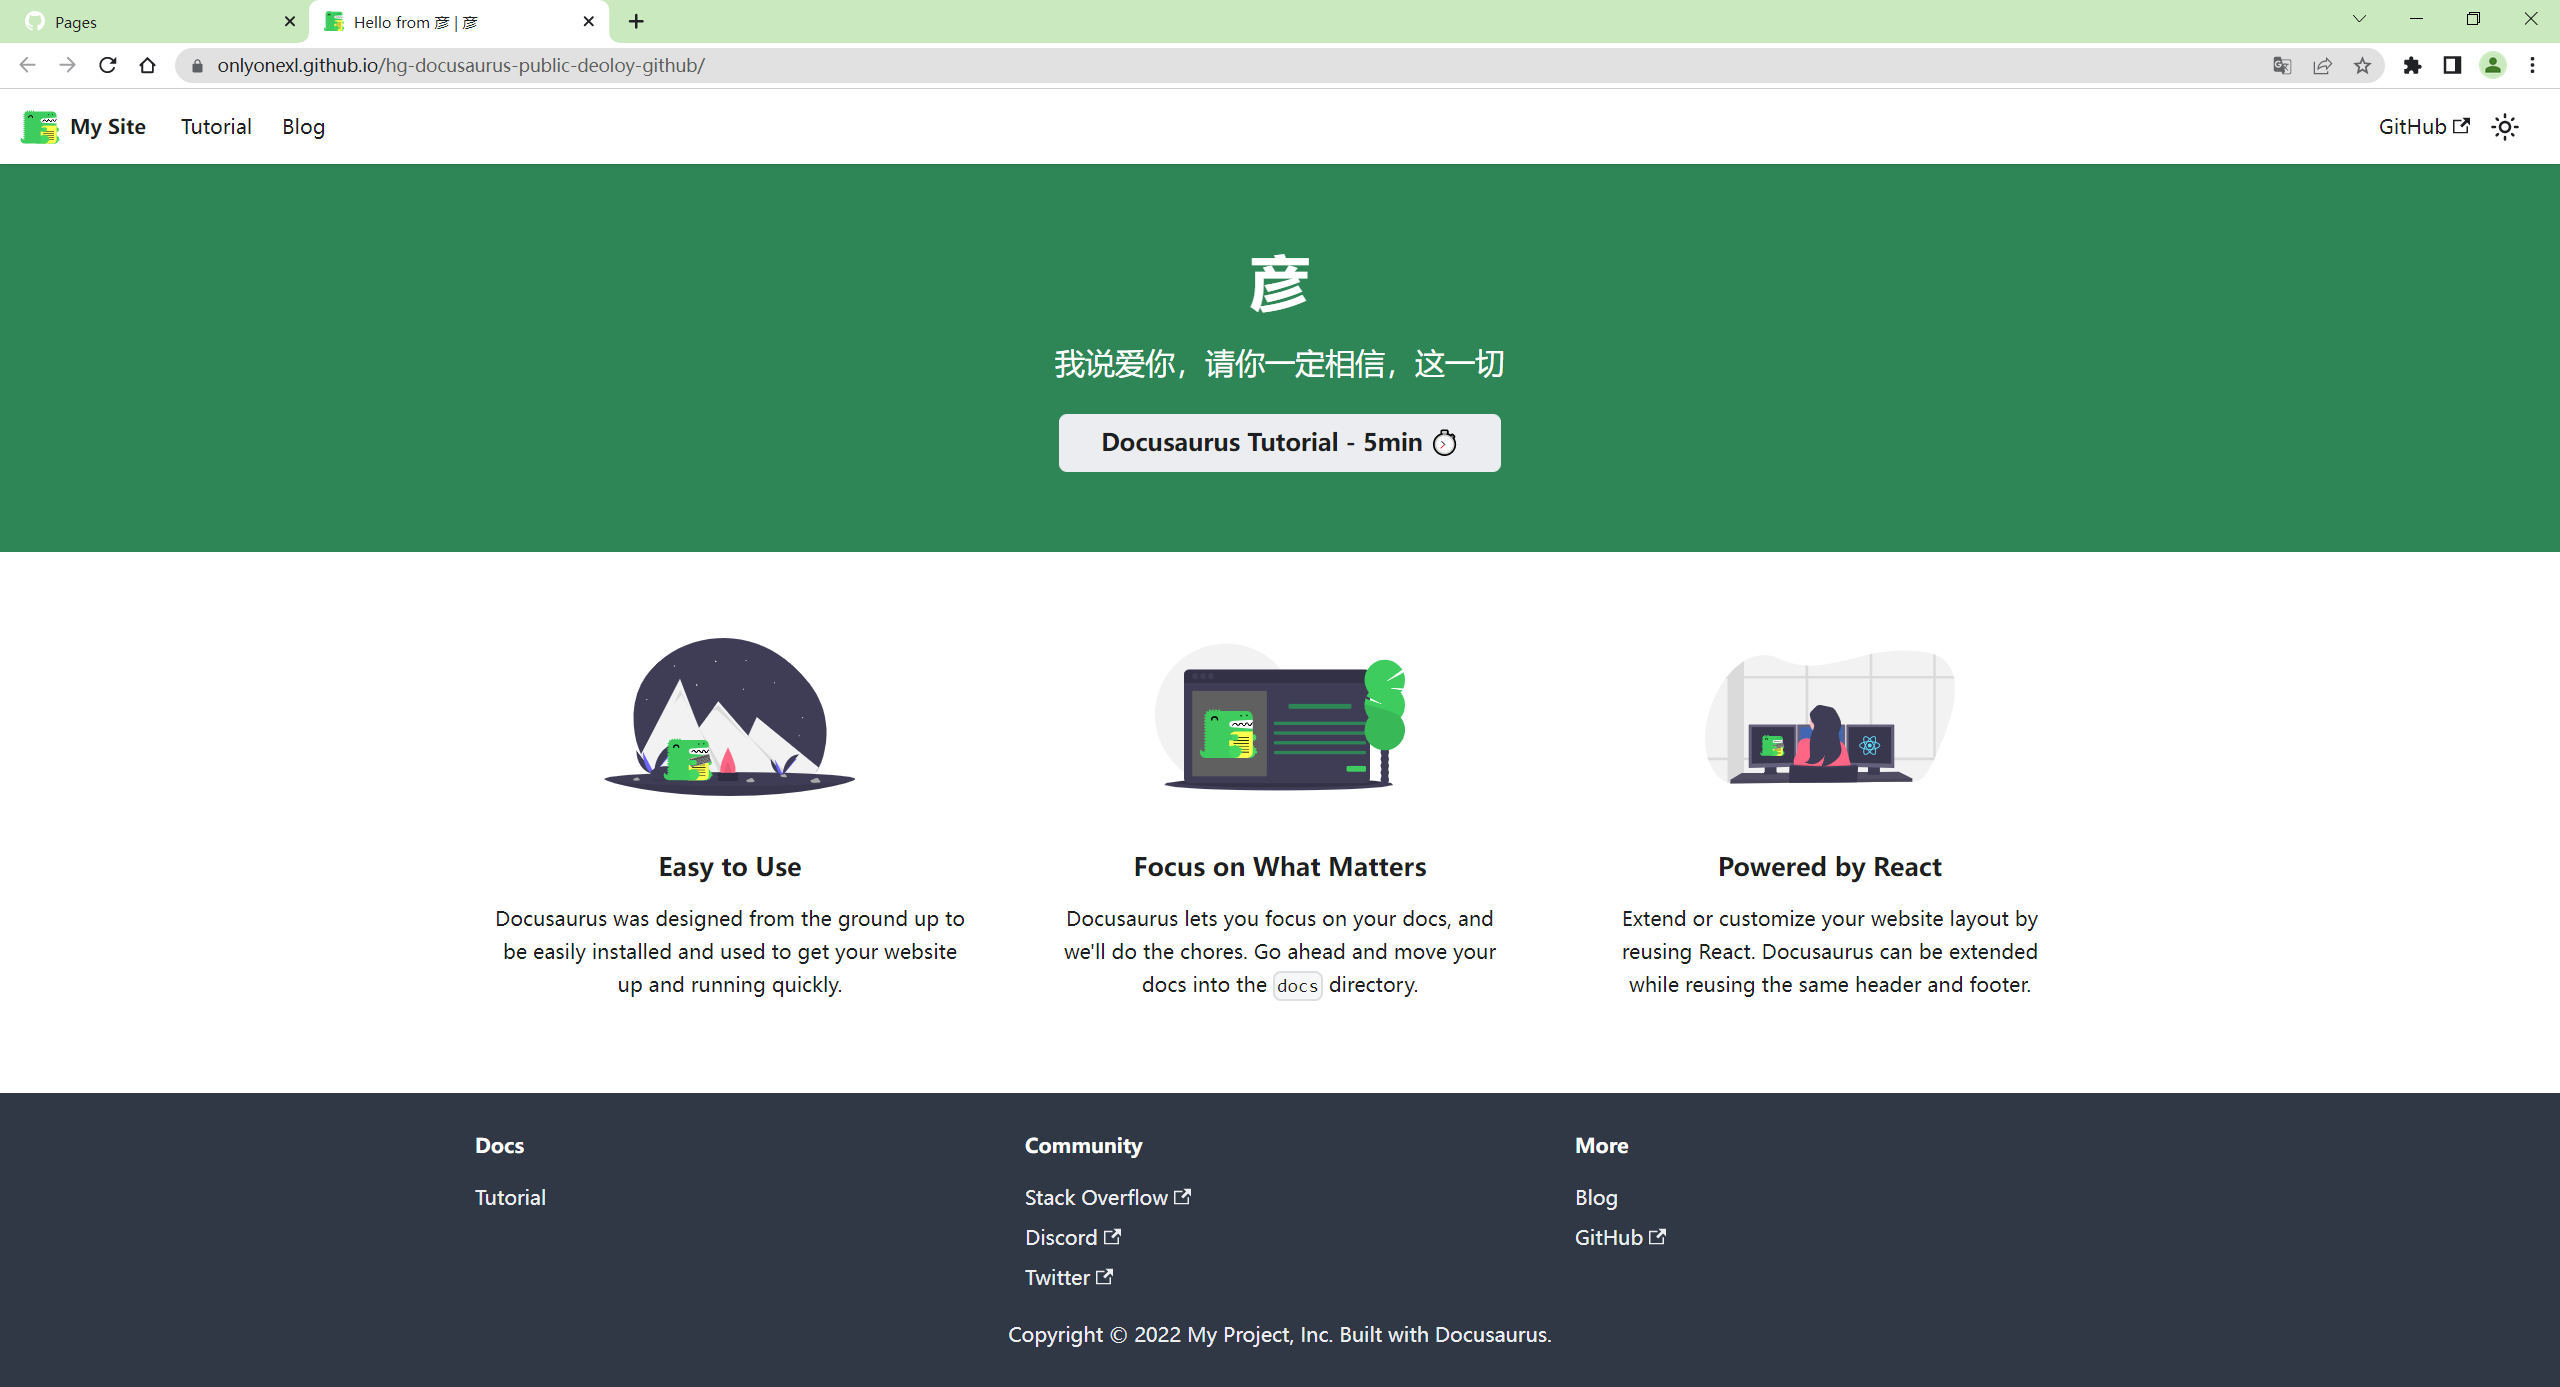 Pages
Hello from 彦 | 彦
onlyonexl.github.io/hg-docusaurus-public-deoloy-github/
My Site
Tutorial
Blog
GitHub
彦
我说爱你，请你一定相信，这一切
Docusaurus Tutorial - 5min ⏱️
Easy to Use
Docusaurus was designed from the ground up to
be easily installed and used to get your website
up and running quickly.
Focus on What Matters
Docusaurus lets you focus on your docs, and
we'll do the chores. Go ahead and move your
docs into the docs directory.
Powered by React
Extend or customize your website layout by
reusing React. Docusaurus can be extended
while reusing the same header and footer.
Docs
Tutorial
Community
Stack Overflow
Discord
Twitter
More
Blog
GitHub
Copyright © 2022 My Project, Inc. Built with Docusaurus.